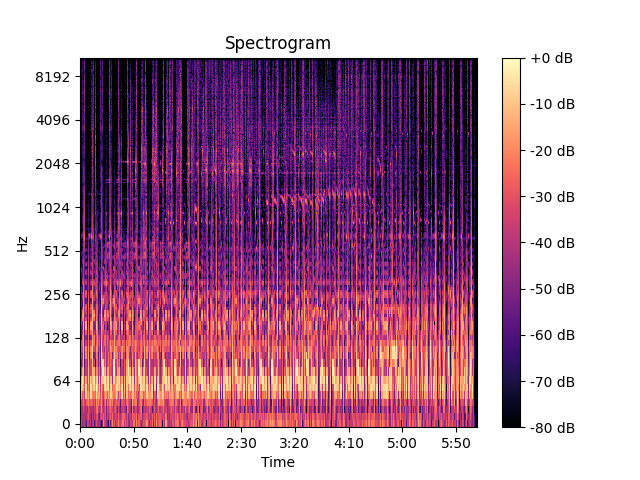 Spectrogram
Hz
8192
4096
2048
1024
512
256
128
64
0
0:00 0:50 1:40 2:30 3:20 4:10 5:00 5:50
Time
+0 dB
-10 dB
-20 dB
-30 dB
-40 dB
-50 dB
-60 dB
-70 dB
-80 dB